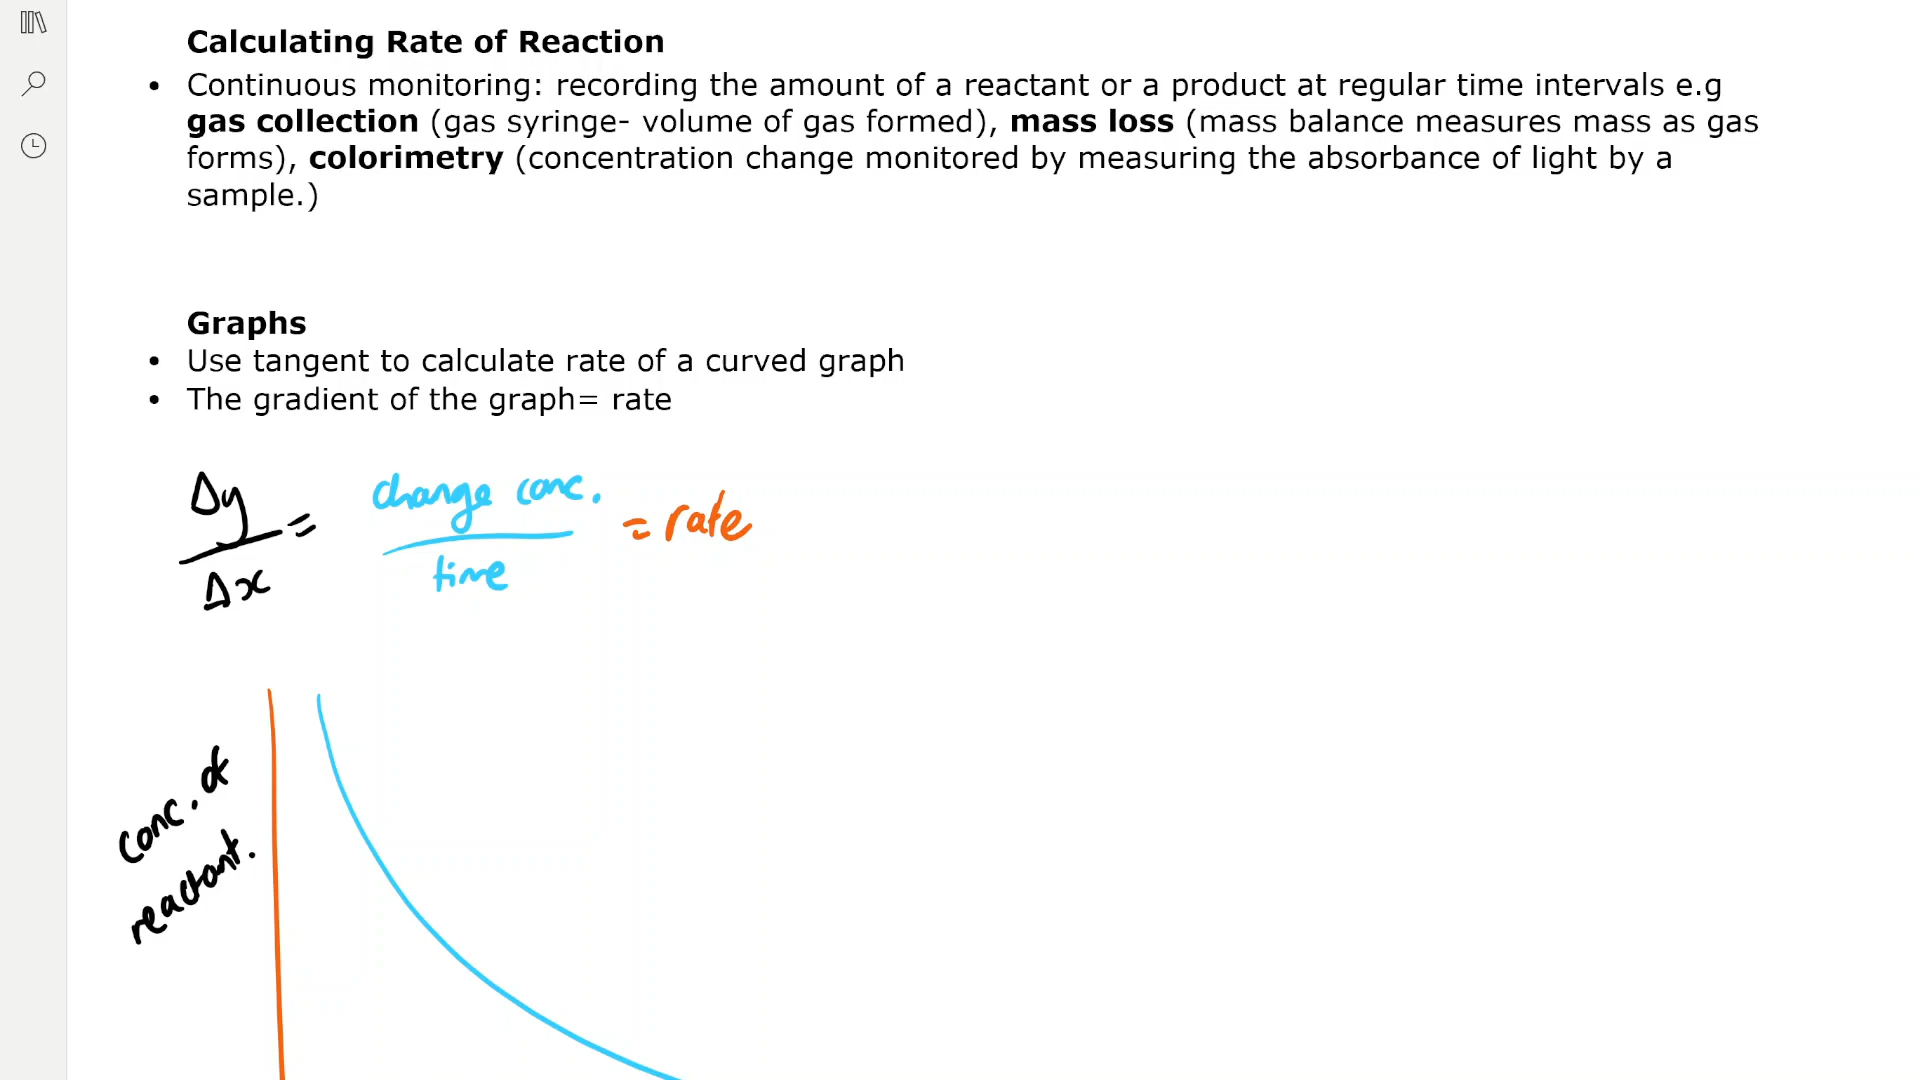 Calculating Rate of Reaction
• Continuous monitoring: recording the amount of a reactant or a product at regular time intervals e.g
gas collection (gas syringe- volume of gas formed), mass loss (mass balance measures mass as gas
forms), colorimetry (concentration change monitored by measuring the absorbance of light by a
sample.)
Graphs
• Use tangent to calculate rate of a curved graph
• The gradient of the graph= rate
Δy
Δx
=
change conc.
time
= rate
conc. of
reactant.